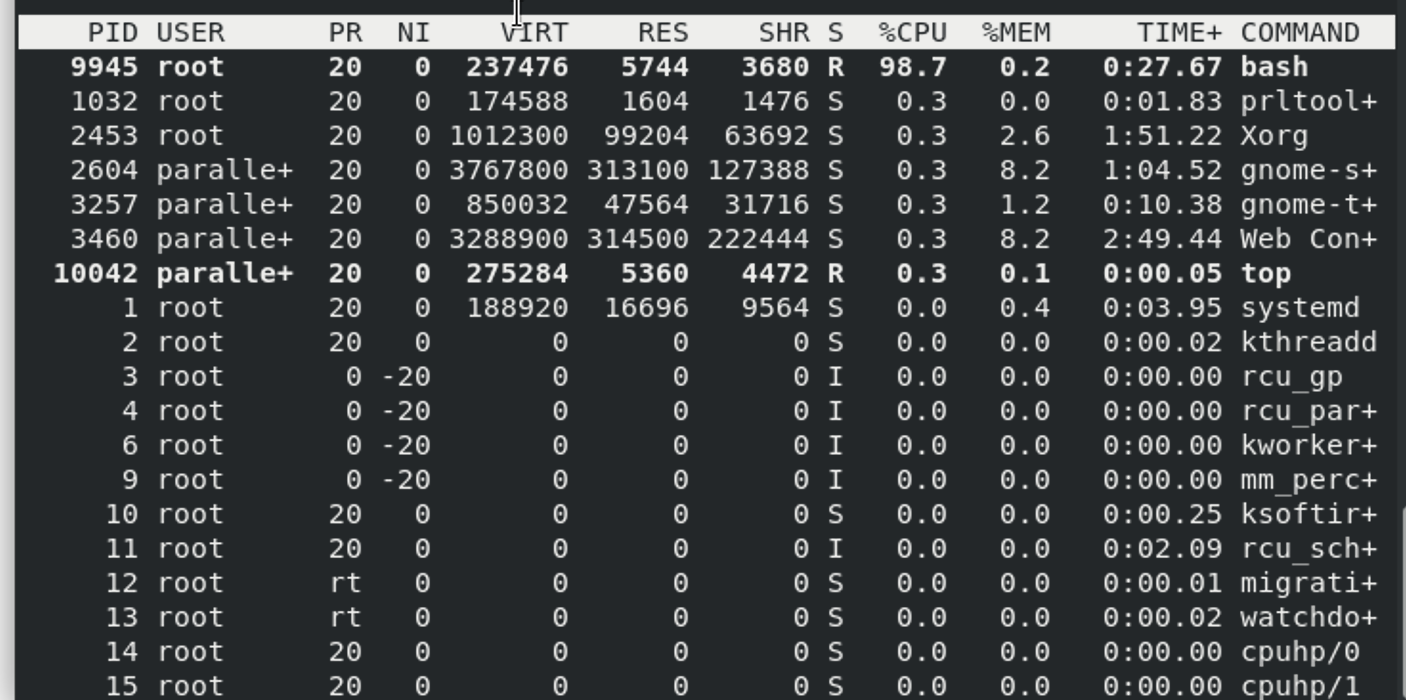 PID USER PR NI VIRT RES SHR S %CPU %MEM TIME+ COMMAND
9945 root 20 0 237476 5744 3680 R 98.7 0.2 0:27.67 bash
1032 root 20 0 174588 1604 1476 S 0.3 0.0 0:01.83 prltool+
2453 root 20 0 1012300 99204 63692 S 0.3 2.6 1:51.22 Xorg
2604 paralle+ 20 0 3767800 313100 127388 S 0.3 8.2 1:04.52 gnome-s+
3257 paralle+ 20 0 850032 47564 31716 S 0.3 1.2 0:10.38 gnome-t+
3460 paralle+ 20 0 3288900 314500 222444 S 0.3 8.2 2:49.44 Web Con+
10042 paralle+ 20 0 275284 5360 4472 R 0.3 0.1 0:00.05 top
1 root 20 0 188920 16696 9564 S 0.0 0.4 0:03.95 systemd
2 root 20 0 0 0 0 S 0.0 0.0 0:00.02 kthreadd
3 root 0 -20 0 0 0 I 0.0 0.0 0:00.00 rcu_gp
4 root 0 -20 0 0 0 I 0.0 0.0 0:00.00 rcu_par+
6 root 0 -20 0 0 0 I 0.0 0.0 0:00.00 kworker+
9 root 0 -20 0 0 0 I 0.0 0.0 0:00.00 mm_perc+
10 root 20 0 0 0 0 S 0.0 0.0 0:00.25 ksoftir+
11 root 20 0 0 0 0 I 0.0 0.0 0:02.09 rcu_sch+
12 root rt 0 0 0 0 S 0.0 0.0 0:00.01 migrati+
13 root rt 0 0 0 0 S 0.0 0.0 0:00.02 watchdo+
14 root 20 0 0 0 0 S 0.0 0.0 0:00.00 cpuhp/0
15 root 20 0 0 0 0 S 0.0 0.0 0:00.00 cpuhp/1